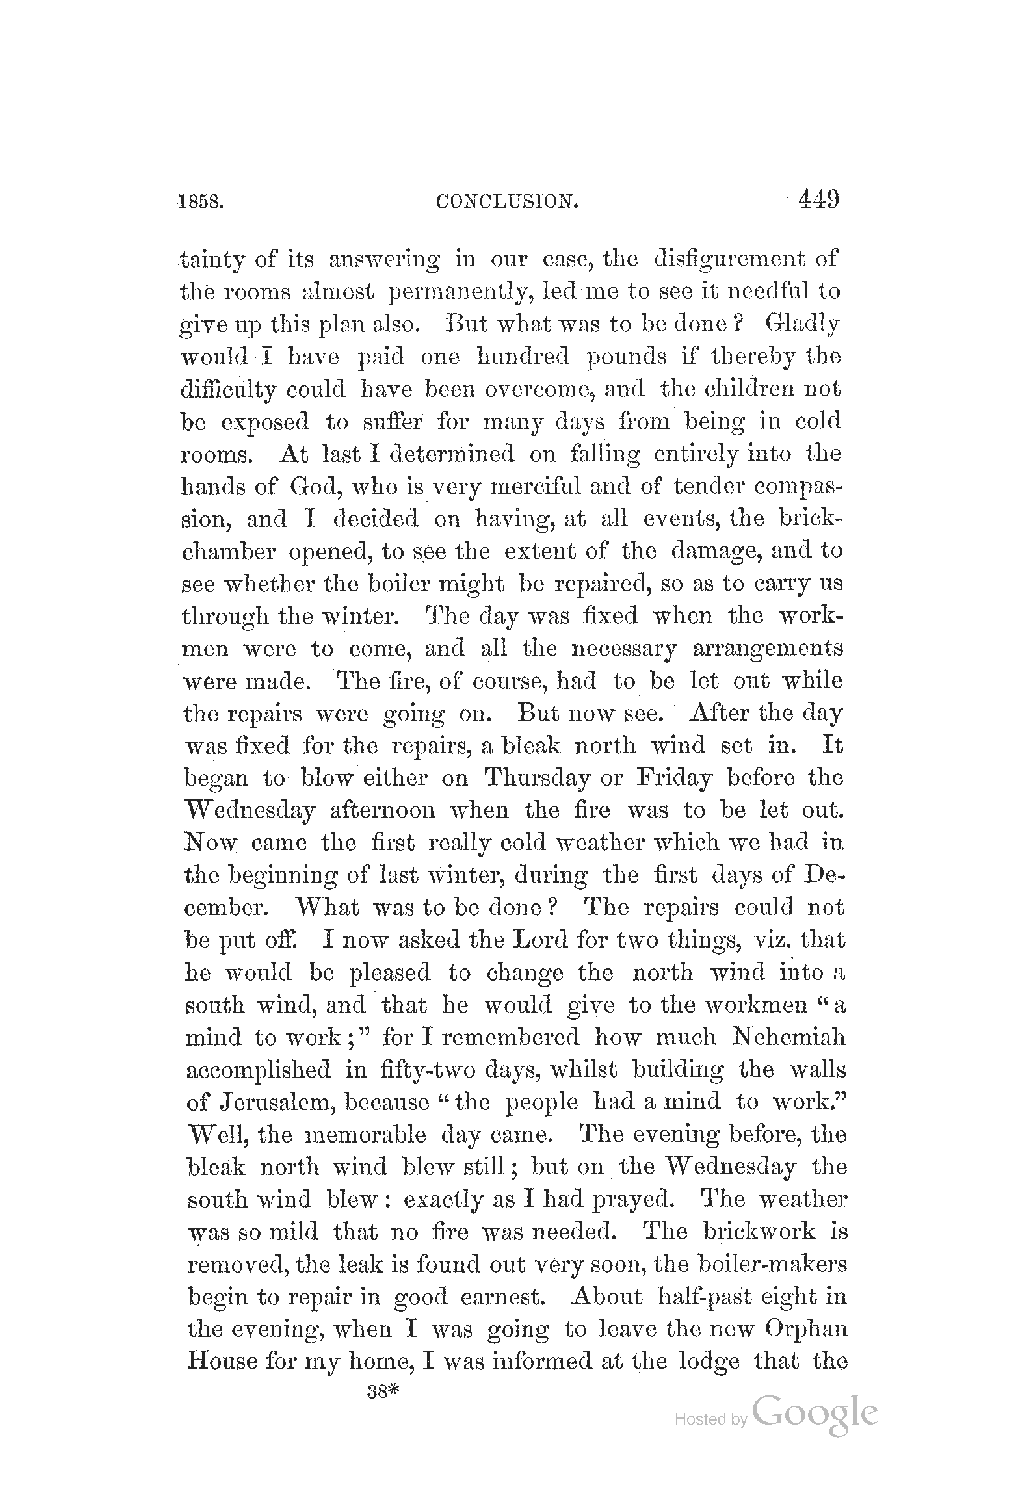 1858. CONCLUSION. 449
tainty of its answering in our case, the disfigurement of
the rooms almost permanently, led me to see it needful to
give up this plan also. But what was to be done? Gladly
would I have paid one hundred pounds if thereby the
difficulty could have been overcome, and the children not
be exposed to suffer for many days from being in cold
rooms. At last I determined on falling entirely into the
hands of God, who is very merciful and of tender compas-
sion, and I decided on having, at all events, the brick-
chamber opened, to see the extent of the damage, and to
see whether the boiler might be repaired, so as to carry us
through the winter. The day was fixed when the work-
men were to come, and all the necessary arrangements
were made. The fire, of course, had to be let out while
the repairs were going on. But now see. After the day
was fixed for the repairs, a bleak north wind set in. It
began to blow either on Thursday or Friday before the
Wednesday afternoon when the fire was to be let out.
Now came the first really cold weather which we had in
the beginning of last winter, during the first days of De-
cember. What was to be done? The repairs could not
be put off. I now asked the Lord for two things, viz. that
he would be pleased to change the north wind into a
south wind, and that he would give to the workmen "a
mind to work;" for I remembered how much Nehemiah
accomplished in fifty-two days, whilst building the walls
of Jerusalem, because "the people had a mind to work."
Well, the memorable day came. The evening before, the
bleak north wind blew still; but on the Wednesday the
south wind blew: exactly as I had prayed. The weather
was so mild that no fire was needed. The brickwork is
removed, the leak is found out very soon, the boiler-makers
begin to repair in good earnest. About half-past eight in
the evening, when I was going to leave the new Orphan
House for my home, I was informed at the lodge that the
38*
Hosted by Google